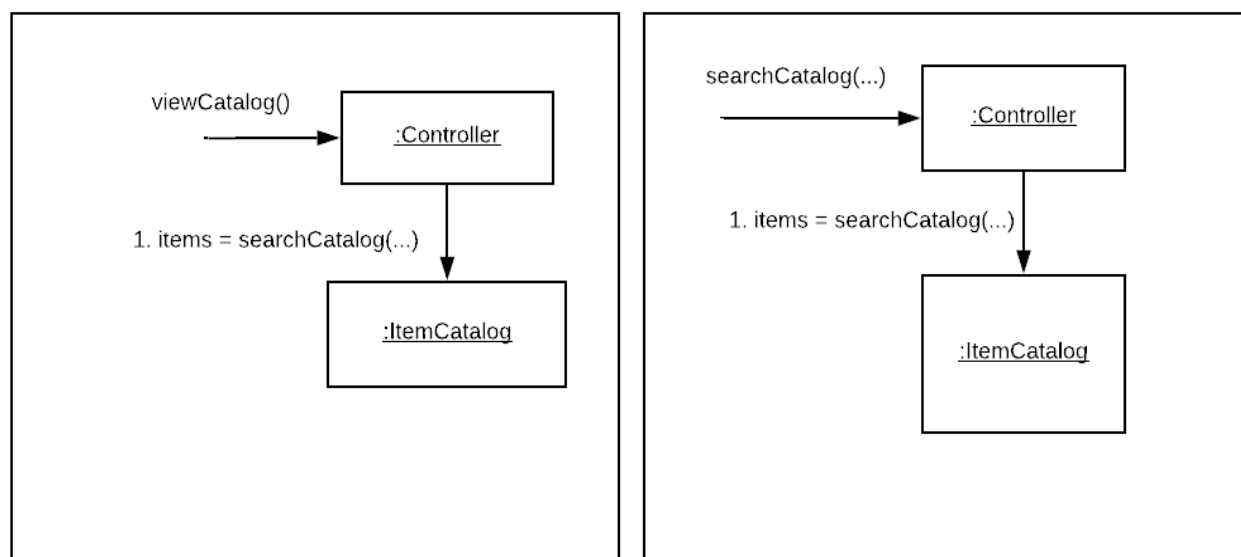 viewCatalog()
:Controller
1. items = searchCatalog(...)
:ItemCatalog
searchCatalog(...)
:Controller
1. items = searchCatalog(...)
:ItemCatalog